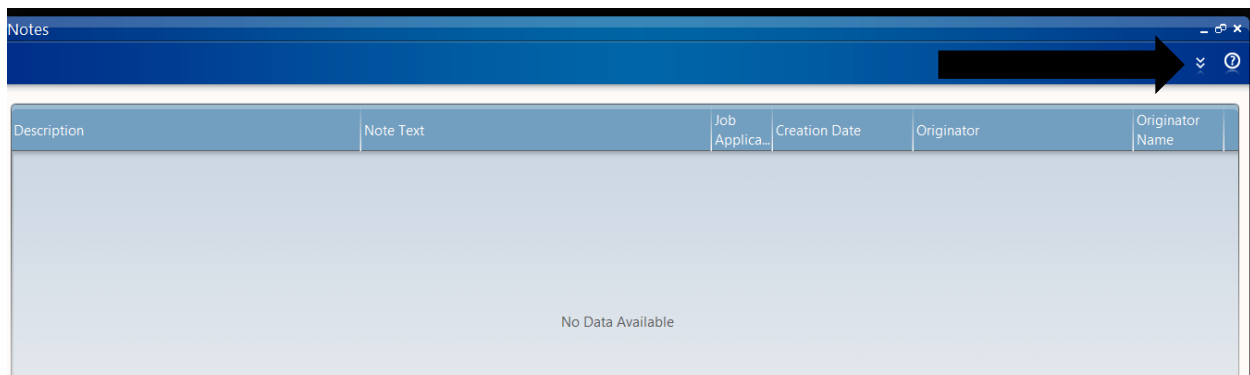 Notes
Description Note Text Job Applica... Creation Date Originator Originator Name
No Data Available